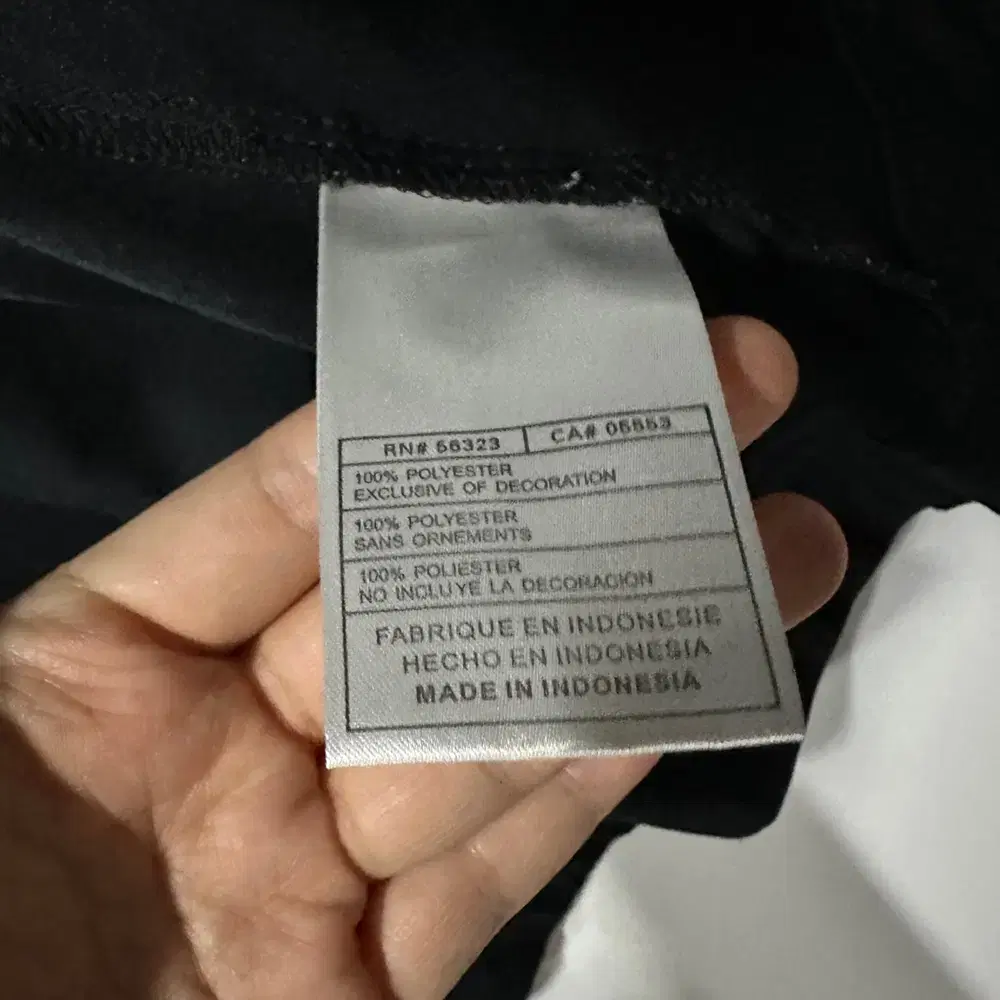 RN# 56323 CA# 05553
100% POLYESTER
EXCLUSIVE OF DECORATION
100% POLYESTER
SANS ORNEMENTS
100% POLIESTER
NO INCLUYE LA DECORACION
FABRIQUE EN INDONESIE
HECHO EN INDONESIA
MADE IN INDONESIA